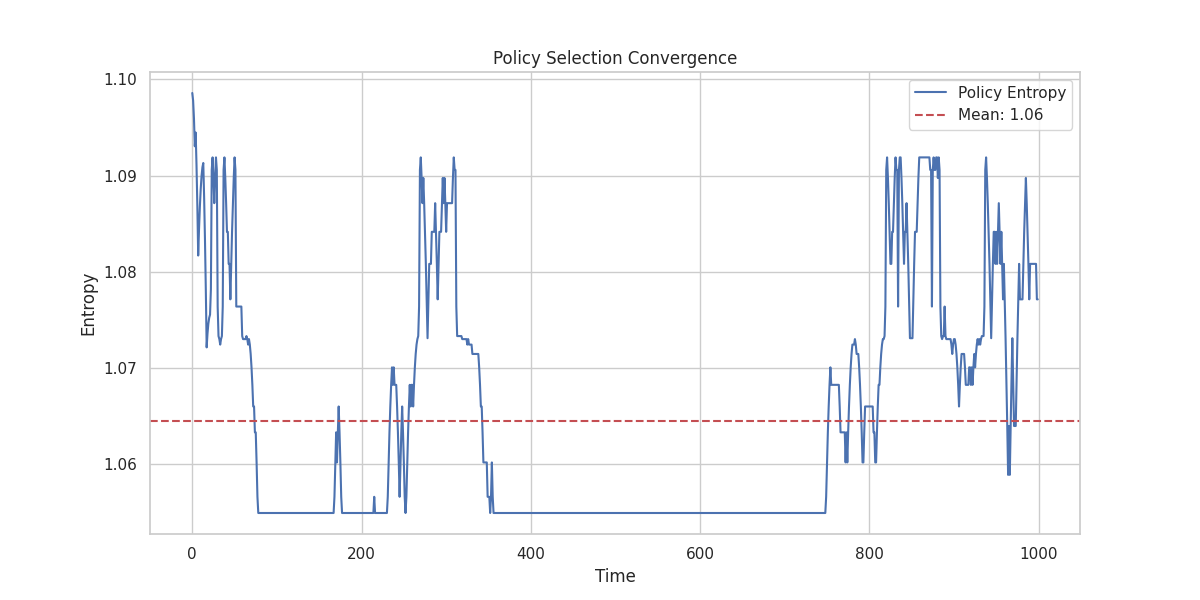 Policy Selection Convergence
1.10
1.09
1.08
1.07
1.06
Entropy
Policy Entropy
Mean: 1.06
0
200
400
600
800
1000
Time